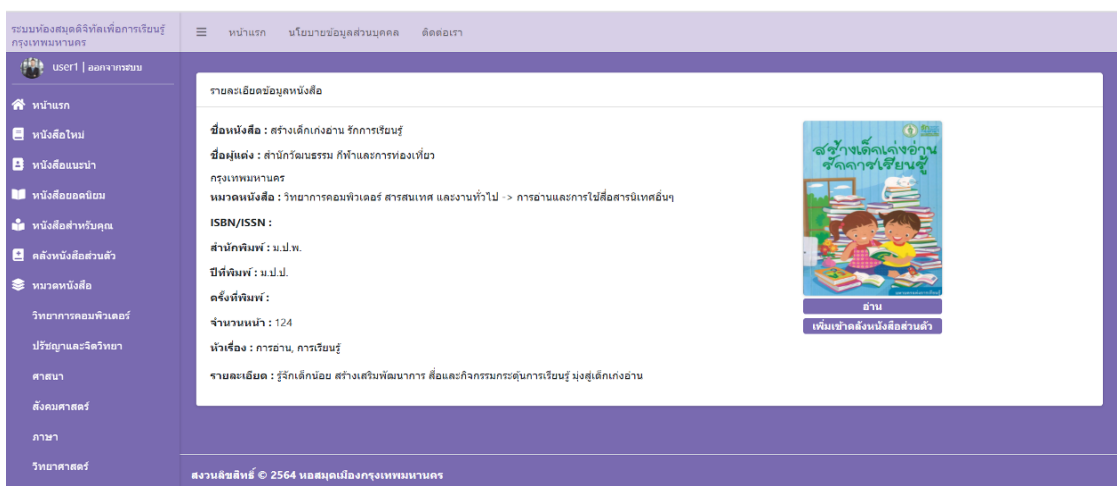 ระบบห้องสมุดดิจิทัลเพื่อการเรียนรู้
กรุงเทพมหานคร
หน้าแรก นโยบายข้อมูลส่วนบุคคล ติดต่อเรา
user1 | ออกจากระบบ
หน้าแรก
หนังสือใหม่
หนังสือแนะนำ
หนังสือยอดนิยม
หนังสือสำหรับคุณ
คลังหนังสือส่วนตัว
หมวดหนังสือ
วิทยาการคอมพิวเตอร์
ปรัชญาและจิตวิทยา
ศาสนา
สังคมศาสตร์
ภาษา
วิทยาศาสตร์
รายละเอียดข้อมูลหนังสือ
ชื่อหนังสือ : สร้างเด็กเก่งอ่าน รักการเรียนรู้
ชื่อผู้แต่ง : สำนักวัฒนธรรม กีฬาและการท่องเที่ยว
กรุงเทพมหานคร
หมวดหนังสือ : วิทยาการคอมพิวเตอร์ สารสนเทศ และงานทั่วไป -> การอ่านและการใช้สื่อสารนิเทศอื่นๆ
ISBN/ISSN :
สำนักพิมพ์ : ม.ป.พ.
ปีที่พิมพ์ : ม.ป.ป.
ครั้งที่พิมพ์ :
จำนวนหน้า : 124
หัวเรื่อง : การอ่าน, การเรียนรู้
รายละเอียด : รู้จักเด็กน้อย สร้างเสริมพัฒนาการ สื่อและกิจกรรมกระตุ้นการเรียนรู้ มุ่งสู่เด็กเก่งอ่าน
สร้างเด็กเก่งอ่าน
รักการเรียนรู้
อ่าน
เพิ่มเข้าคลังหนังสือส่วนตัว
สงวนลิขสิทธิ์ © 2564 หอสมุดเมืองกรุงเทพมหานคร